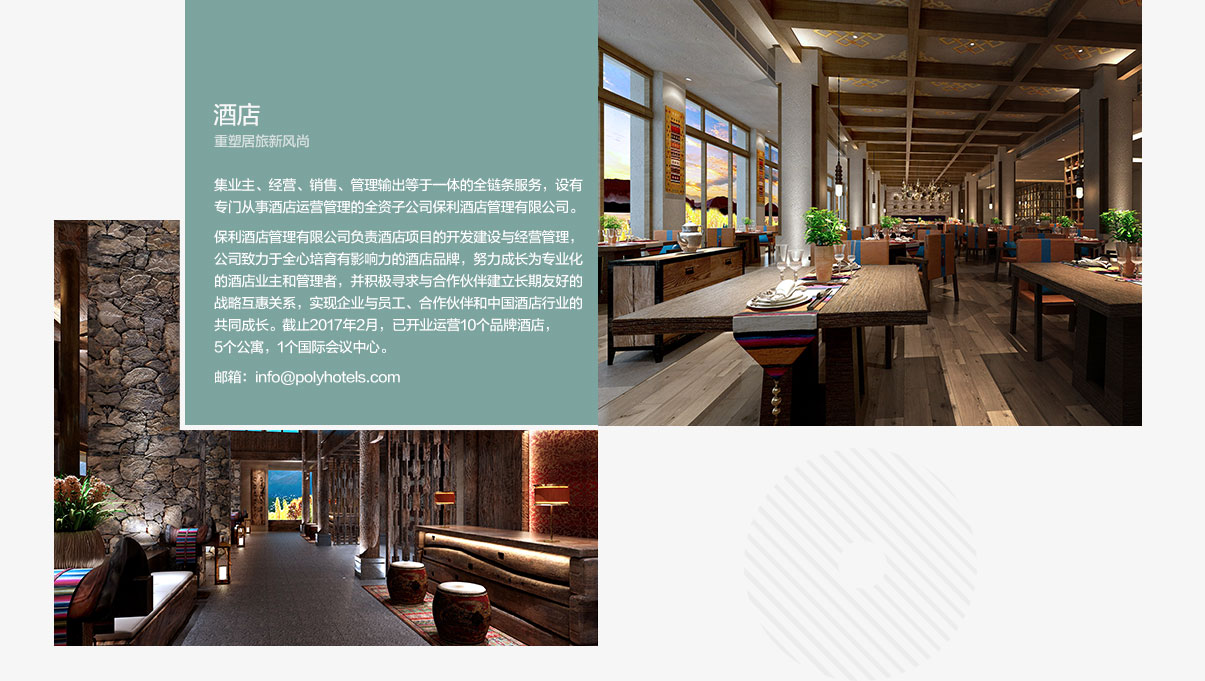 酒店
重塑居旅新风尚
集业主、经营、销售、管理输出等于一体的全链条服务，设有
专门从事酒店运营管理的全资子公司保利酒店管理有限公司。
保利酒店管理有限公司负责酒店项目的开发建设与经营管理，
公司致力于全心培育有影响力的酒店品牌，努力成长为专业化
的酒店业主和管理者，并积极寻求与合作伙伴建立长期友好的
战略互惠关系，实现企业与员工、合作伙伴和中国酒店行业的
共同成长。截止2017年2月，已开业运营10个品牌酒店，
5个公寓，1个国际会议中心。
邮箱：info@polyhotels.com